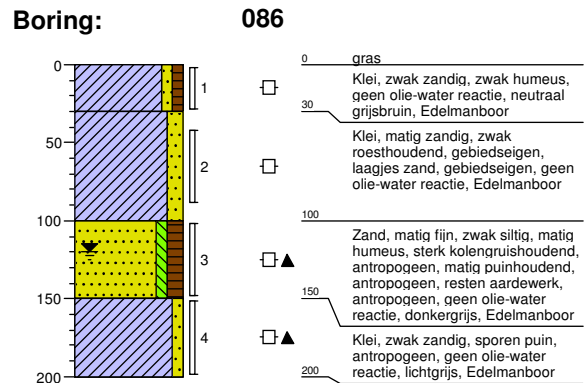 Boring: 086
0
50
100
150
200
1
2
3
4
0 gras
Klei, zwak zandig, zwak humeus,
geen olie-water reactie, neutraal
grijsbruin, Edelmanboor
30
Klei, matig zandig, zwak
roesthoudend, gebiedseigen,
laagjes zand, gebiedseigen, geen
olie-water reactie, Edelmanboor
100
Zand, matig fijn, zwak siltig, matig
humeus, sterk kolengruishoudend,
antropogeen, matig puinhoudend,
antropogeen, resten aardewerk,
antropogeen, geen olie-water
reactie, donkergrijs, Edelmanboor
150
Klei, zwak zandig, sporen puin,
antropogeen, geen olie-water
reactie, lichtgrijs, Edelmanboor
200